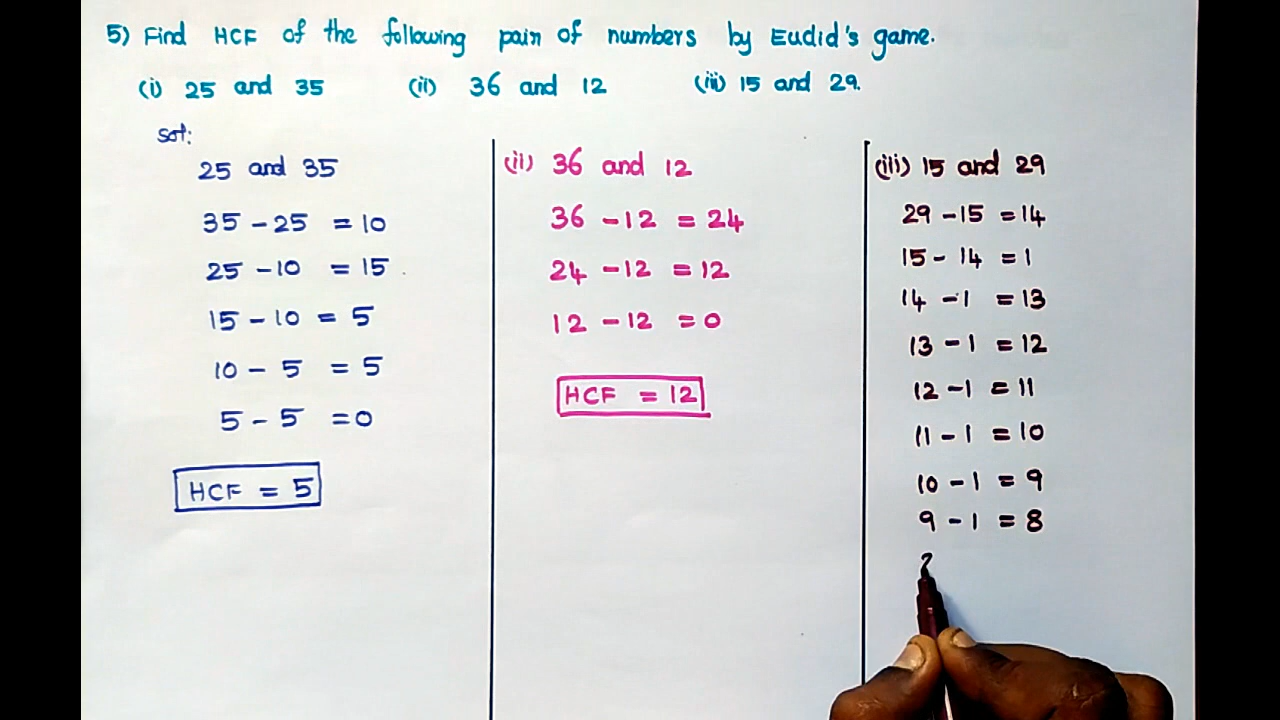 5) Find HCF of the following pair of numbers by Euclid's game.
(i) 25 and 35 (ii) 36 and 12 (iii) 15 and 29.
Sol:
25 and 35
35 - 25 = 10
25 - 10 = 15
15 - 10 = 5
10 - 5 = 5
5 - 5 = 0
HCF = 5
(ii) 36 and 12
36 - 12 = 24
24 - 12 = 12
12 - 12 = 0
HCF = 12
(iii) 15 and 29
29 - 15 = 14
15 - 14 = 1
14 - 1 = 13
13 - 1 = 12
12 - 1 = 11
11 - 1 = 10
10 - 1 = 9
9 - 1 = 8